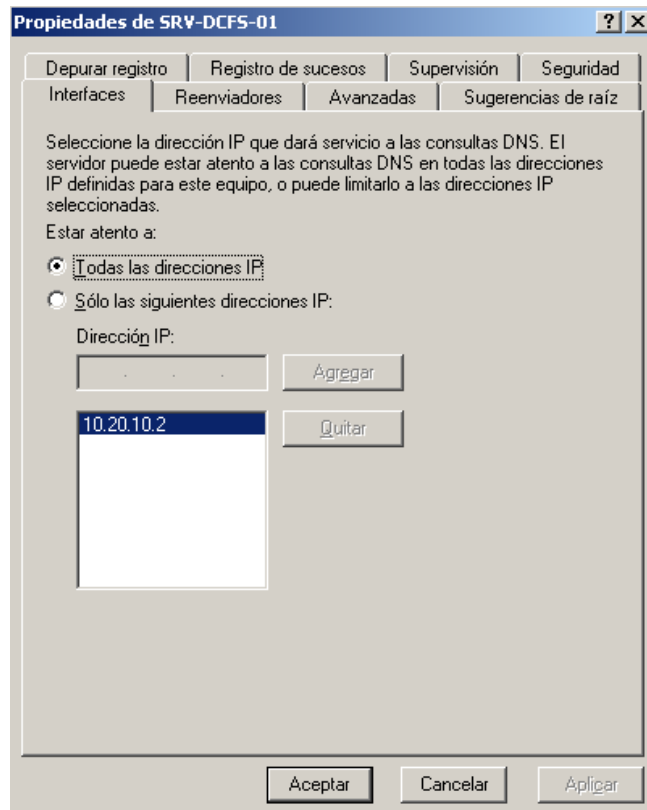 Propiedades de SRV-DCFS-01
Depurar registro
Registro de sucesos
Supervisión
Seguridad
Interfaces
Reenviadores
Avanzadas
Sugerencias de raíz
Seleccione la dirección IP que dará servicio a las consultas DNS. El
servidor puede estar atento a las consultas DNS en todas las direcciones
IP definidas para este equipo, o puede limitarlo a las direcciones IP
seleccionadas.
Estar atento a:
Todas las direcciones IP
Sólo las siguientes direcciones IP:
Dirección IP:
Agregar
10.20.10.2
Quitar
Aceptar
Cancelar
Aplicar